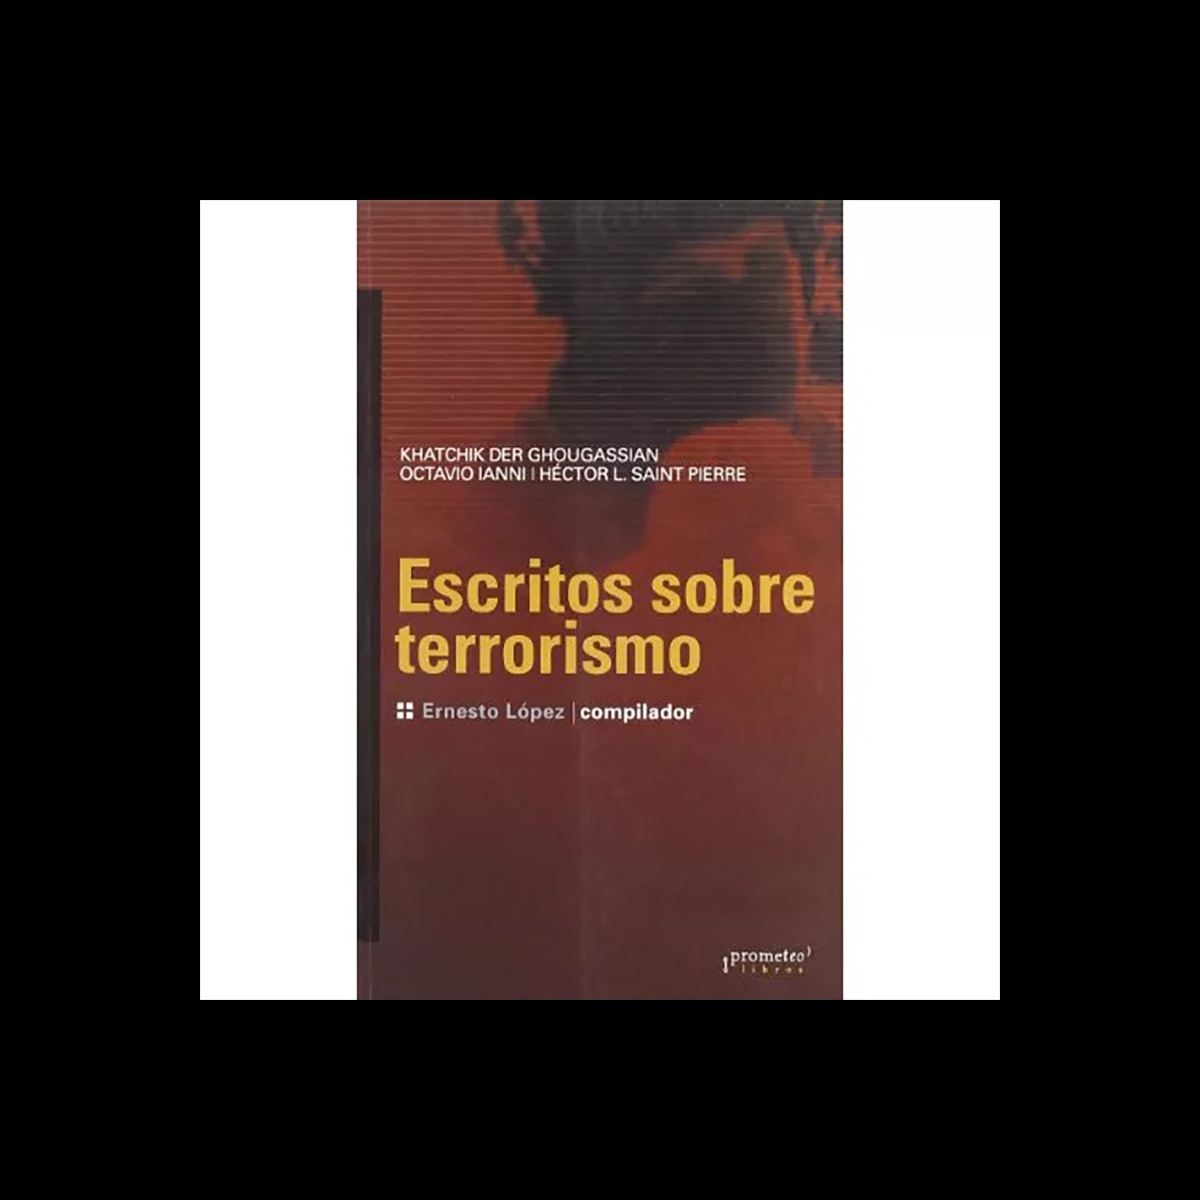 KHATCHIK DER GHOUGASSIAN
OCTAVIO IANNI | HÉCTOR L. SAINT PIERRE
Escritos sobre
terrorismo
Ernesto López | compilador
prometeo
libros